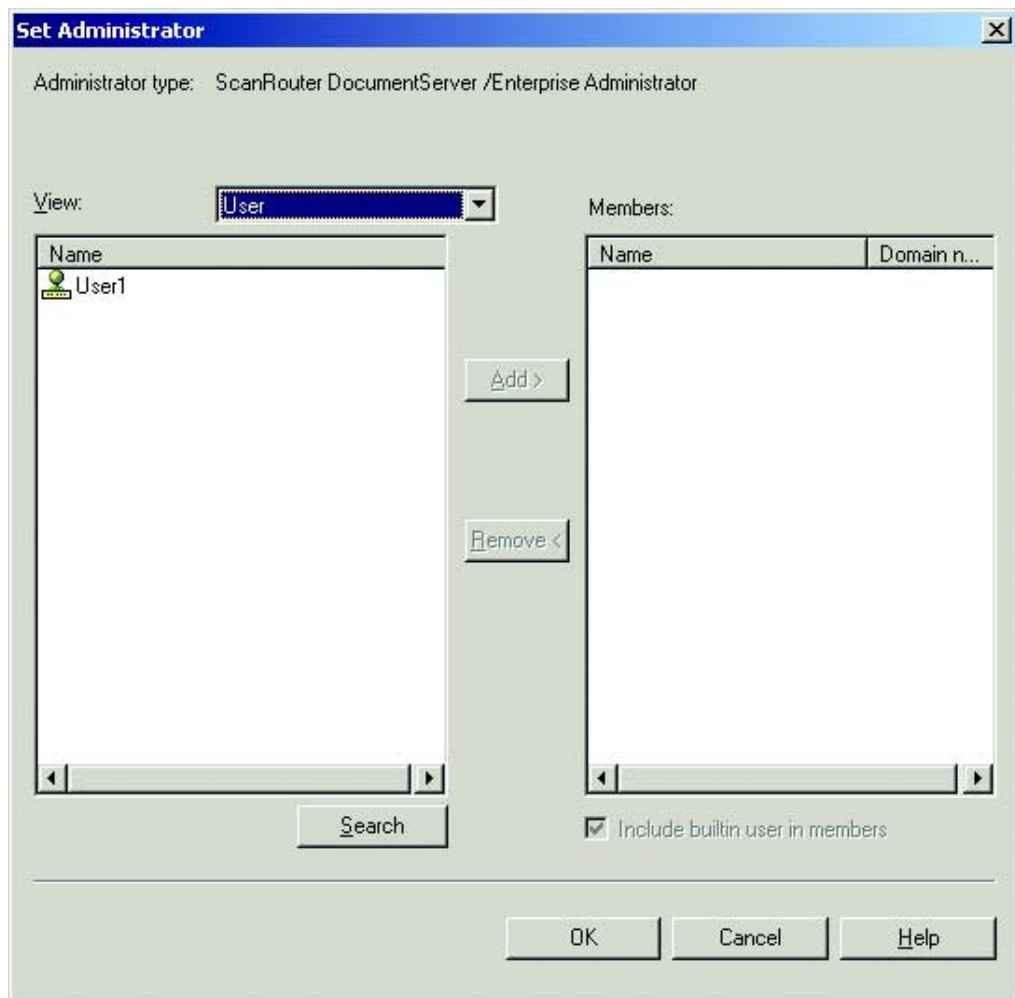 Set Administrator
Administrator type: ScanRouter DocumentServer /Enterprise Administrator
View:
User
Members:
Name
Name
Domain n...
User1
Add >
Remove <
Search
Include builtin user in members
OK
Cancel
Help